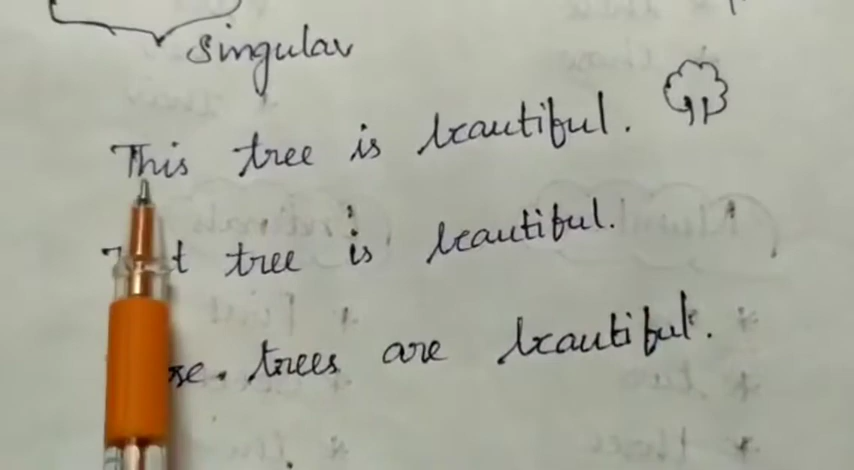 singular
This tree is beautiful.
tree is beautiful.
trees are beautiful.